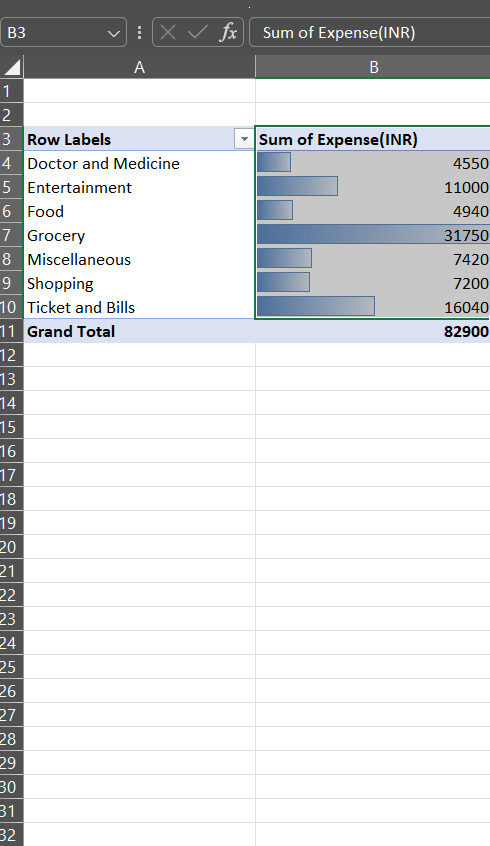 B3 fx Sum of Expense(INR)
A B
1
2
3 Row Labels Sum of Expense(INR)
4 Doctor and Medicine 4550
5 Entertainment 11000
6 Food 4940
7 Grocery 31750
8 Miscellaneous 7420
9 Shopping 7200
10 Ticket and Bills 16040
11 Grand Total 82900
12
13
14
15
16
17
18
19
20
21
22
23
24
25
26
27
28
29
30
31
32